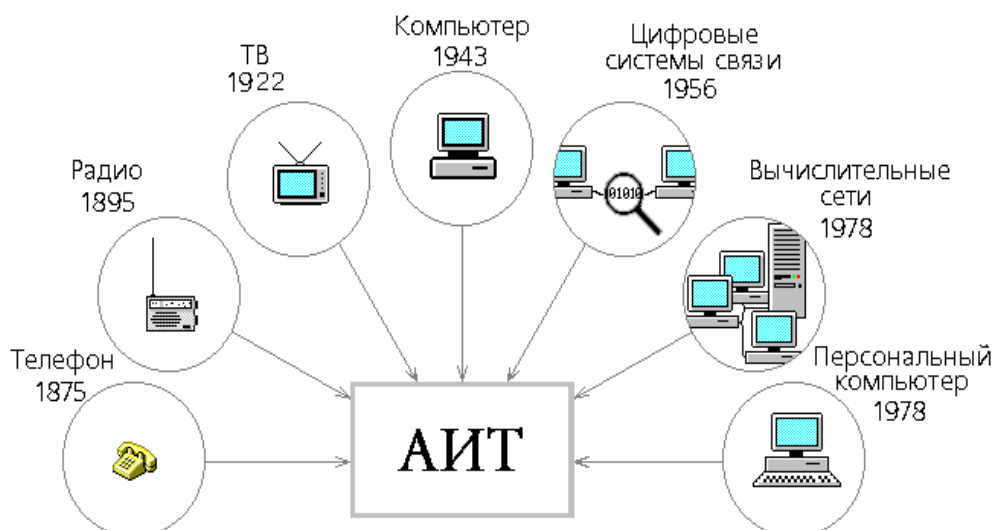 Компьютер
1943
Цифровые
системы связи
1956
ТВ
1922
Радио
1895
Вычислительные
сети
1978
Телефон
1875
Персональный
компьютер
1978
101010
АИТ